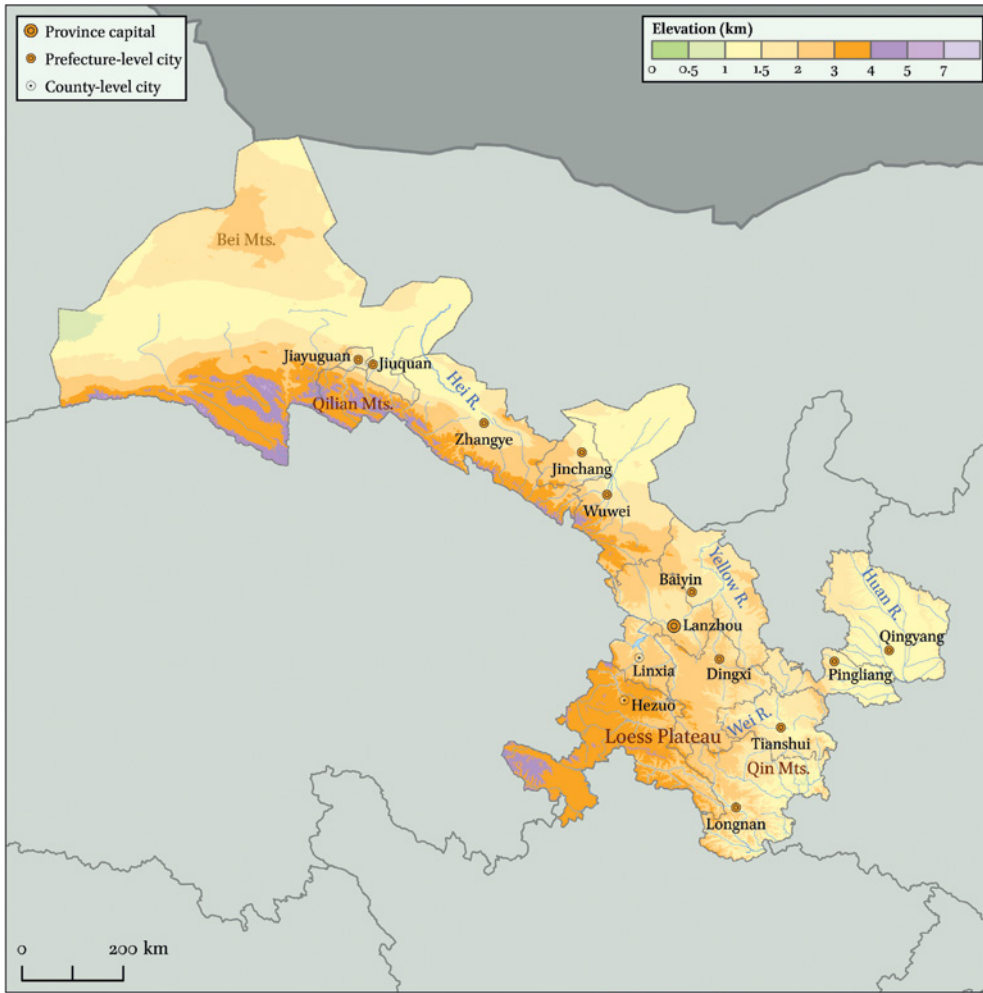 Province capital
Prefecture-level city
County-level city
Elevation (km)
0 0.5 1 1.5 2 3 4 5 7
Bei Mts.
Jiayuguan
Jiuquan
Qilian Mts.
Hei R.
Zhangye
Jinchang
Wuwei
Yellow R.
Baiyin
Huan R.
Lanzhou
Qingyang
Linxia
Dingxi
Pingliang
Hezuo
Wei R.
Loess Plateau
Tianshui
Qin Mts.
Longnan
0 200 km